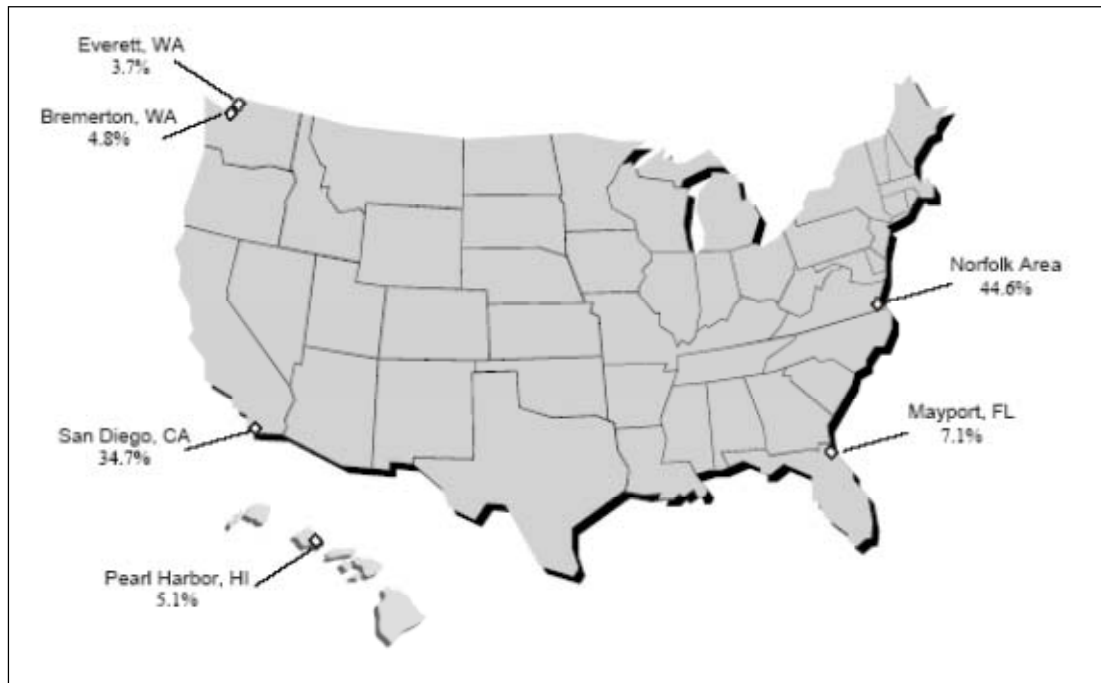 Everett, WA
3.7%
Bremerton, WA
4.8%
Norfolk Area
44.6%
Mayport, FL
7.1%
San Diego, CA
34.7%
Pearl Harbor, HI
5.1%